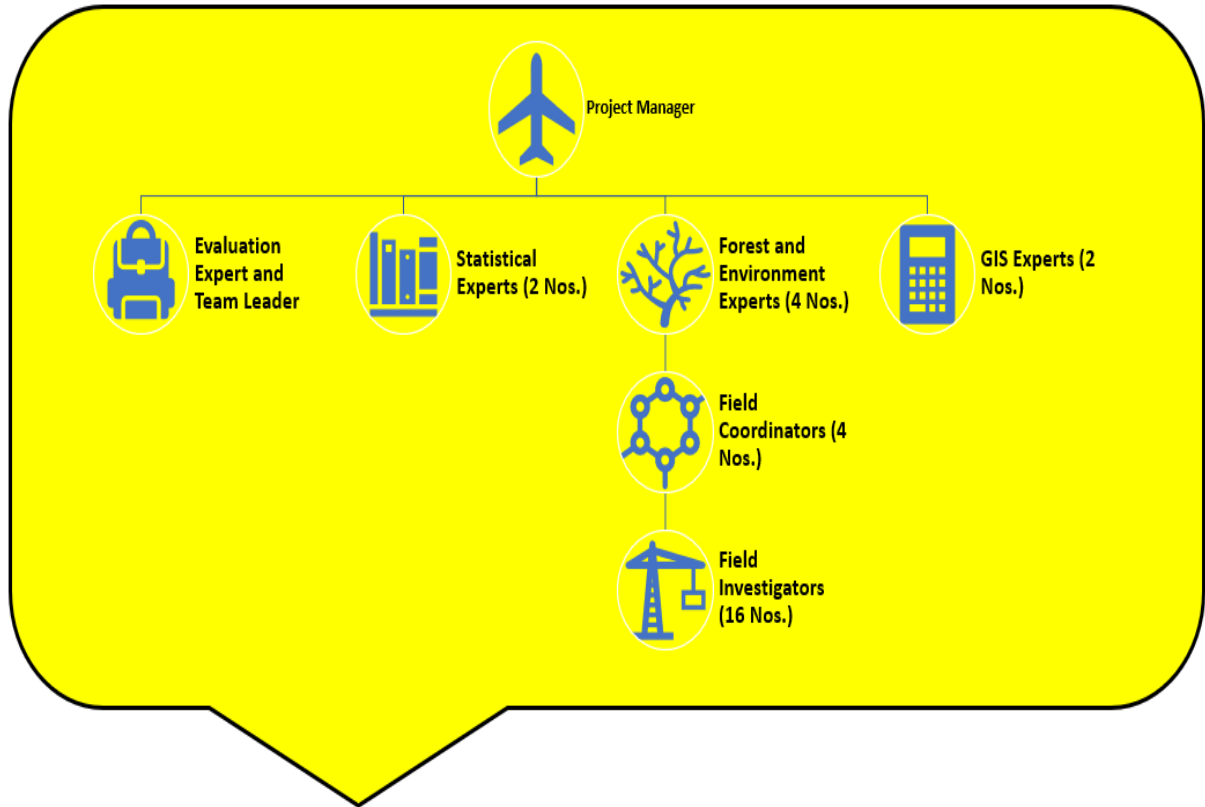 Project Manager
Evaluation
Expert and
Team Leader
Statistical
Experts (2 Nos.)
Forest and
Environment
Experts (4 Nos.)
GIS Experts (2
Nos.)
Field
Coordinators (4
Nos.)
Field
Investigators
(16 Nos.)